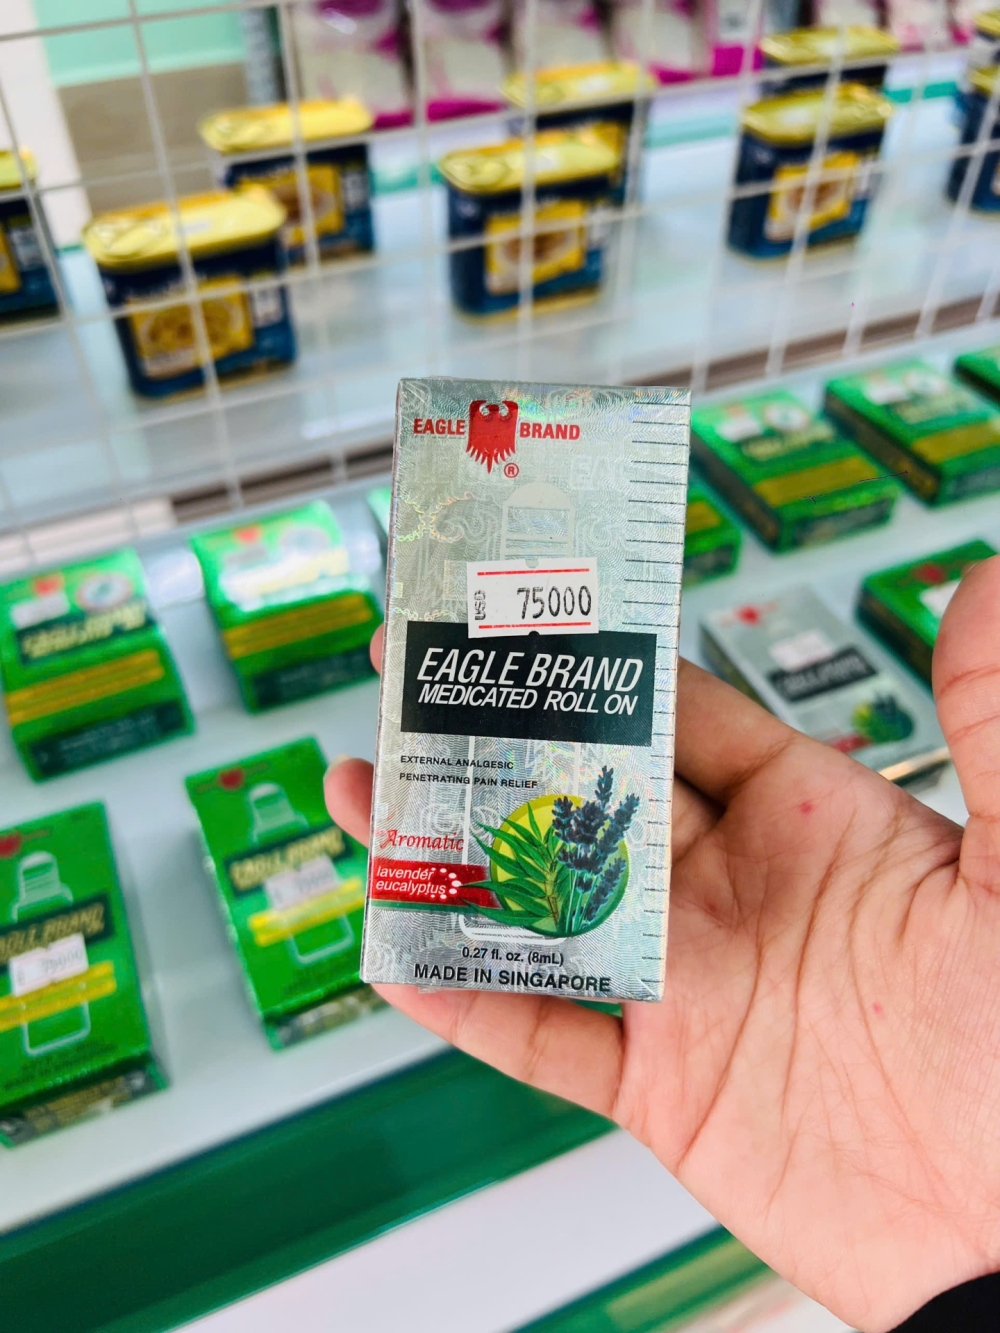 EAGLE BRAND
®
USD 75000
EAGLE BRAND
MEDICATED ROLL ON
EXTERNAL ANALGESIC
PENETRATING PAIN RELIEF
Aromatic
lavender
eucalyptus
0.27 fl. oz. (8mL)
MADE IN SINGAPORE